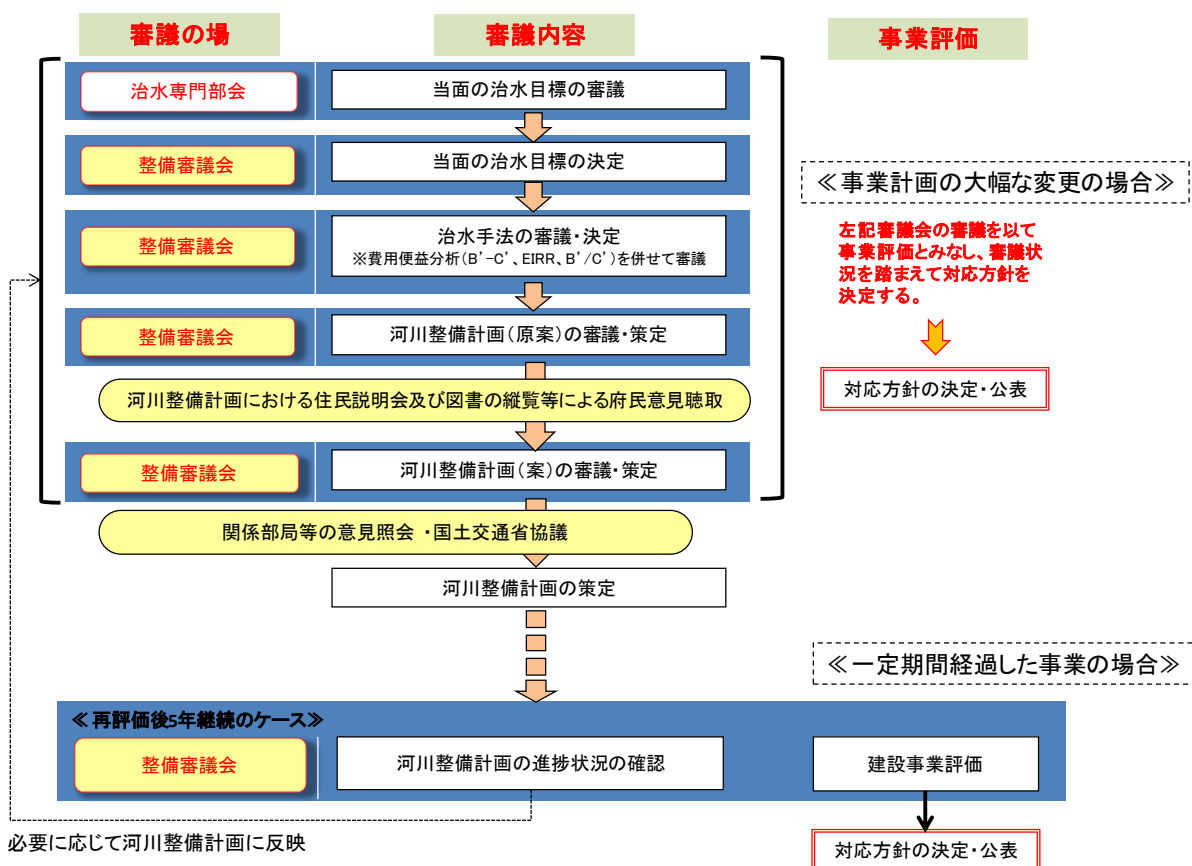 審議の場
審議内容
事業評価
治水専門部会
当面の治水目標の審議
整備審議会
当面の治水目標の決定
≪事業計画の大幅な変更の場合≫
整備審議会
治水手法の審議・決定
※費用便益分析(B'-C'、EIRR、B'/C')を併せて審議
左記審議会の審議を以て
事業評価とみなし、審議状
況を踏まえて対応方針を
決定する。
整備審議会
河川整備計画(原案)の審議・策定
対応方針の決定・公表
河川整備計画における住民説明会及び図書の縦覧等による府民意見聴取
整備審議会
河川整備計画(案)の審議・策定
関係部局等の意見照会 ・国土交通省協議
河川整備計画の策定
≪一定期間経過した事業の場合≫
≪再評価後5年継続のケース≫
整備審議会
河川整備計画の進捗状況の確認
建設事業評価
必要に応じて河川整備計画に反映
対応方針の決定・公表